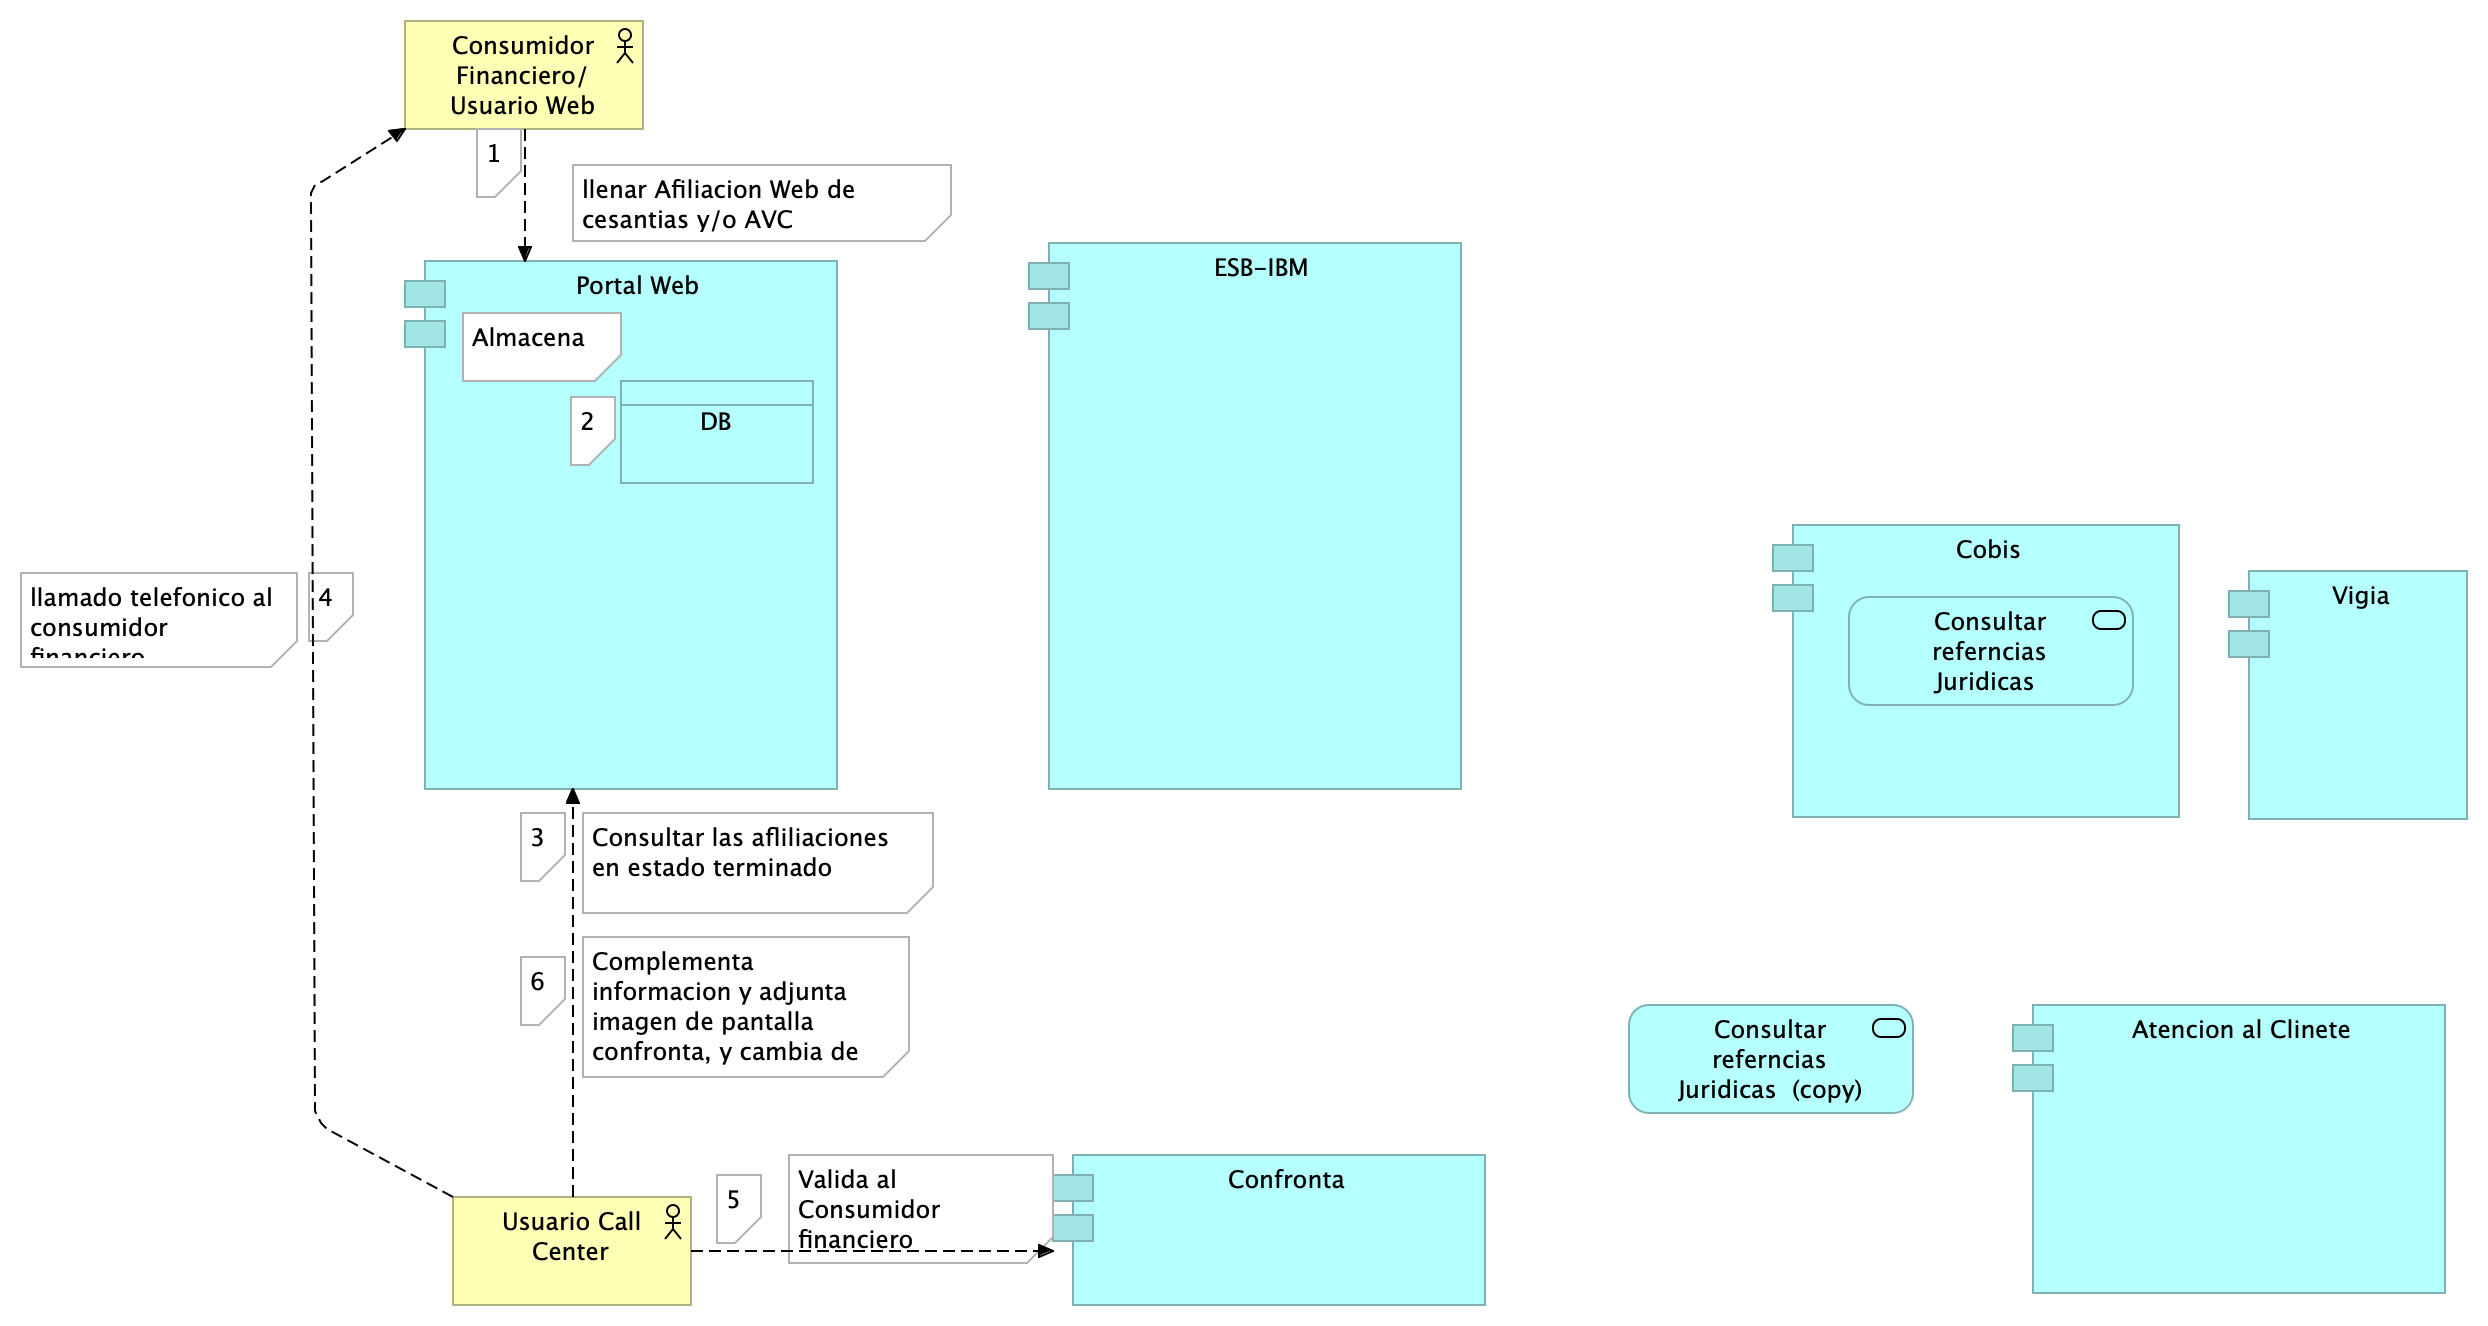 Consumidor
Financiero/
Usuario Web
1
llenar Afiliacion Web de
cesantias y/o AVC
Portal Web
Almacena
2
DB
ESB-IBM
llamado telefonico al
consumidor
financiero
4
Cobis
Consultar
referncias
Juridicas
Vigia
3
Consultar las afliliaciones
en estado terminado
6
Complementa
informacion y adjunta
imagen de pantalla
confronta, y cambia de
Consultar
referncias
Juridicas (copy)
Atencion al Clinete
Usuario Call
Center
5
Valida al
Consumidor
financiero
Confronta